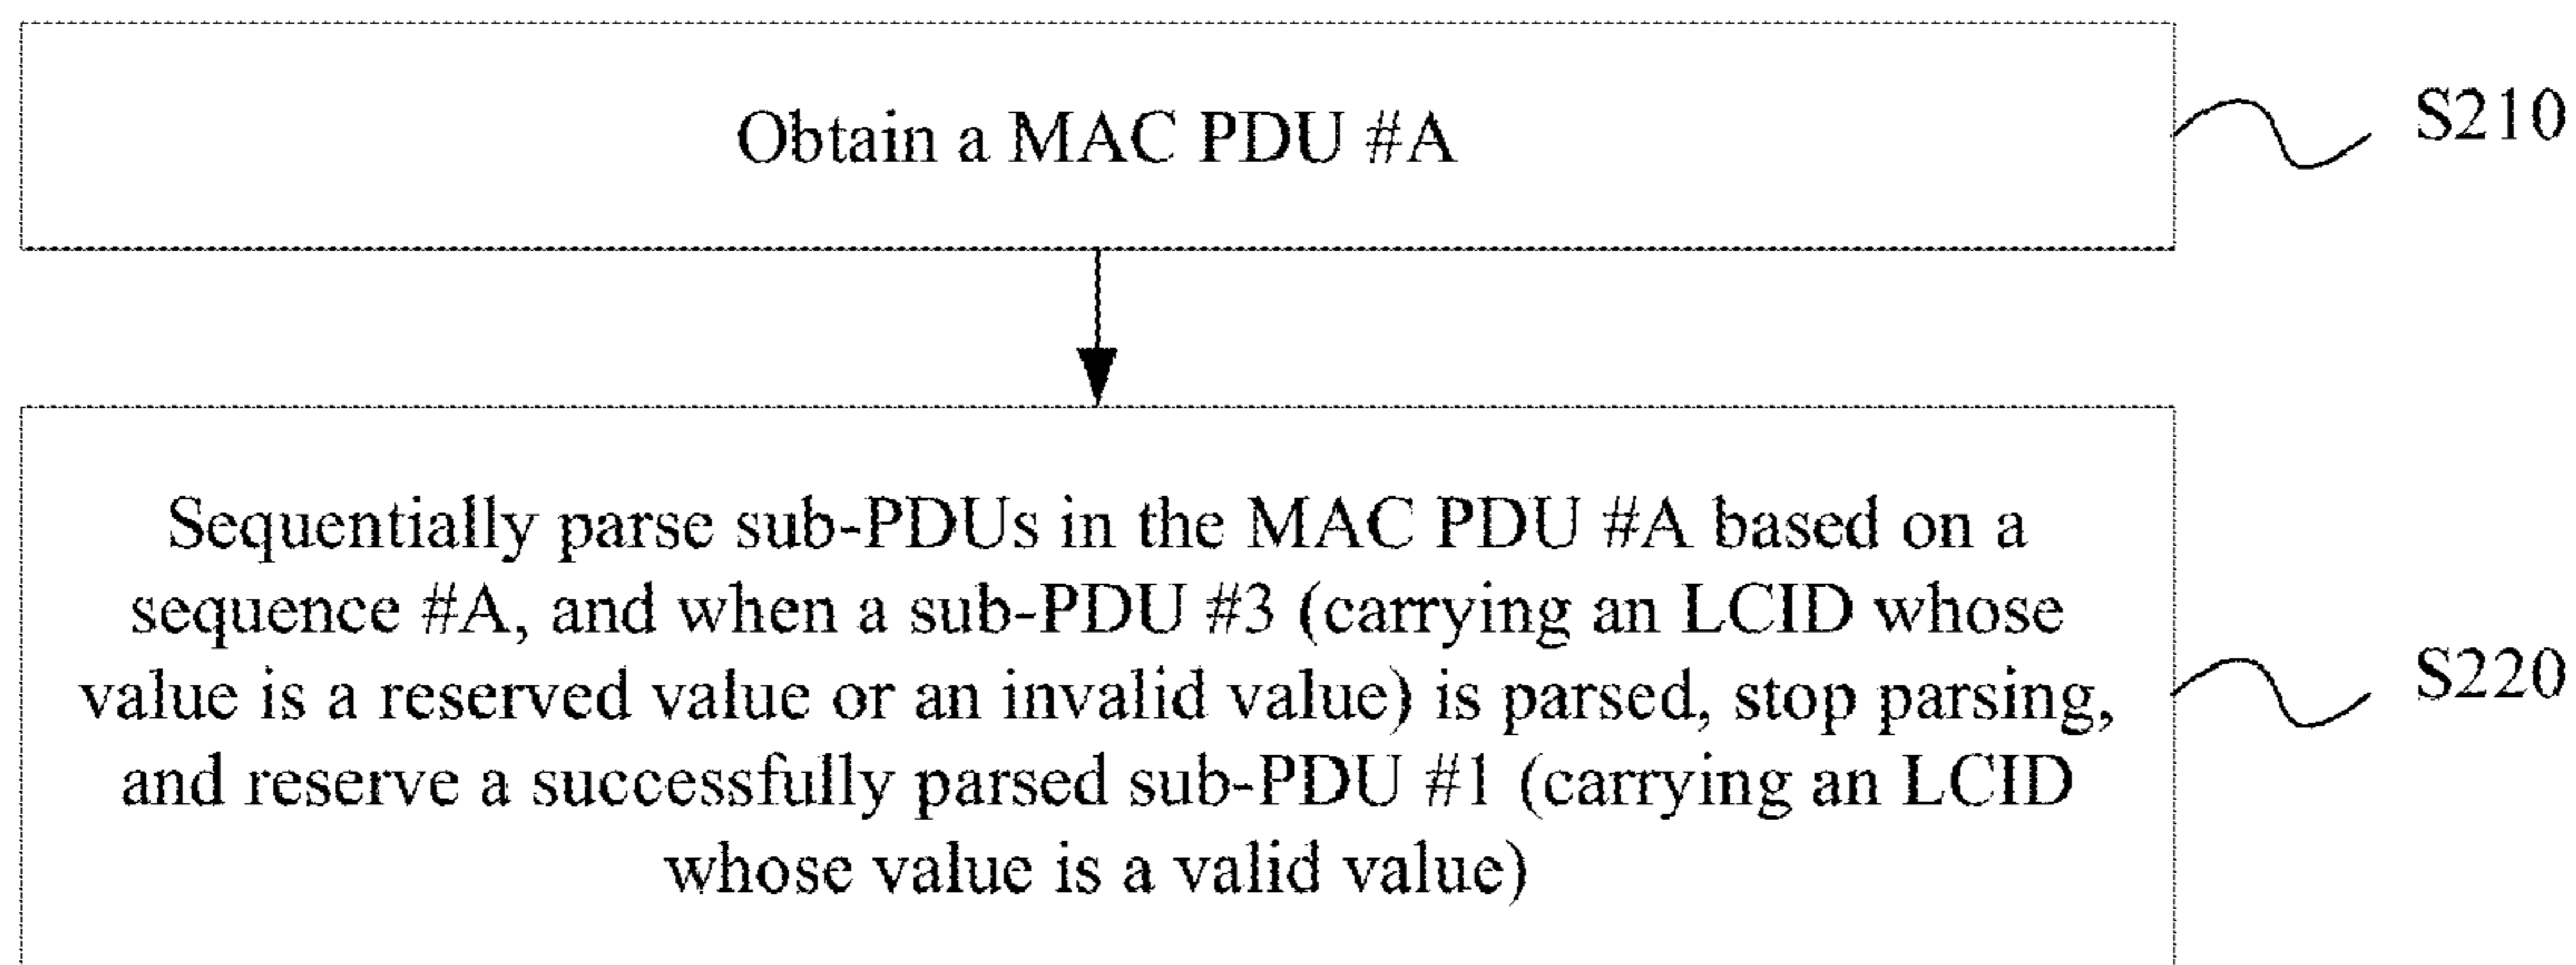 Obtain a MAC PDU #A
S210
Sequentially parse sub-PDUs in the MAC PDU #A based on a
sequence #A, and when a sub-PDU #3 (carrying an LCID whose
value is a reserved value or an invalid value) is parsed, stop parsing,
and reserve a successfully parsed sub-PDU #1 (carrying an LCID
whose value is a valid value)
S220